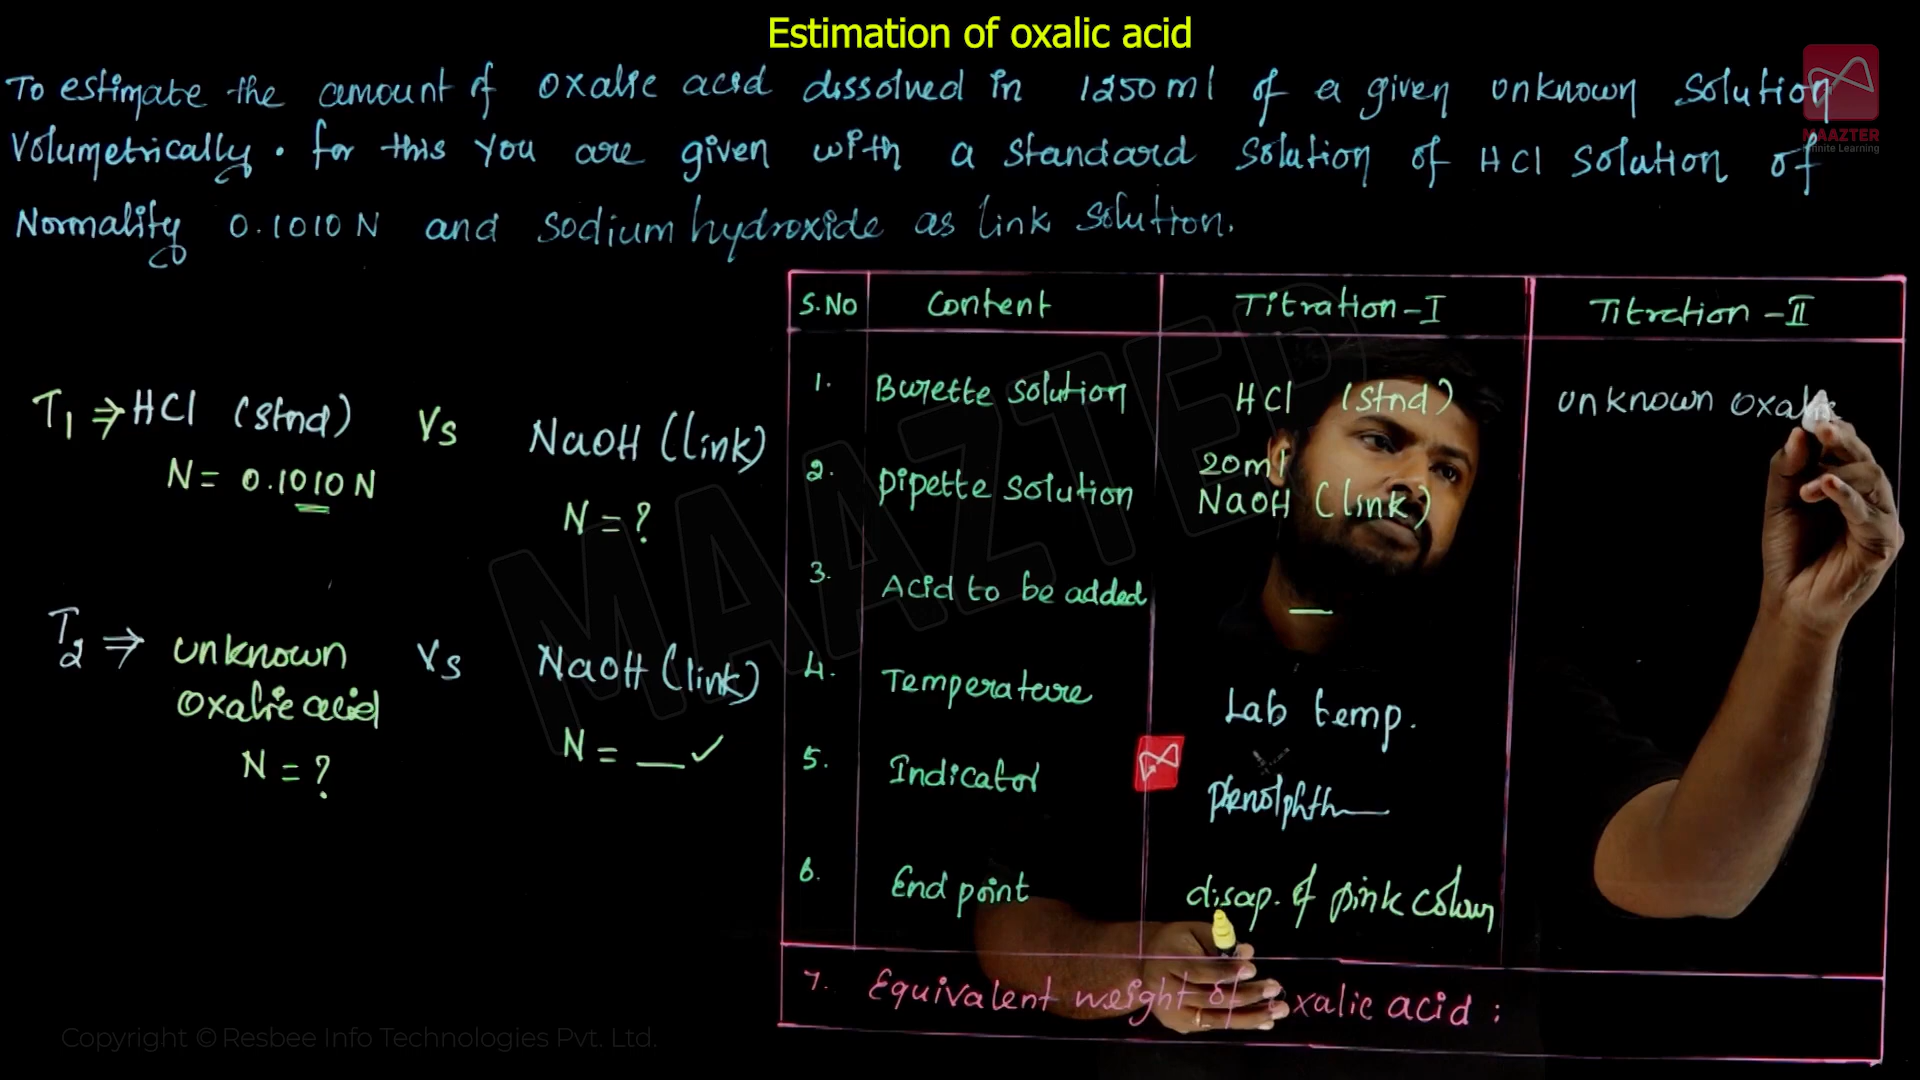 Estimation of oxalic acid
To estimate the amount of oxalic acid dissolved in 1250ml of a given unknown solution
Volumetrically. for this you are given with a standard solution of HCl solution of
Normality 0.1010 N and sodium hydroxide as link solution.
MAAZTER
Infinite Learning
S.No Content Titration-I Titration-II
1. Burette solution HCl (stnd) unknown oxalic
2. Pipette solution 20ml
NaOH (link)
3. Acid to be added —
4. Temperature Lab temp.
5. Indicator phenolphth
6. End point disap. of pink colour
7. Equivalent weight of oxalic acid :
T1 ⇒ HCl (stnd) Vs NaOH (link)
N = 0.1010 N N = ?
T2 ⇒ unknown Vs NaOH (link)
oxalic acid
N = ? N = __ ✓
MAAZTER
Copyright © Resbee Info Technologies Pvt. Ltd.